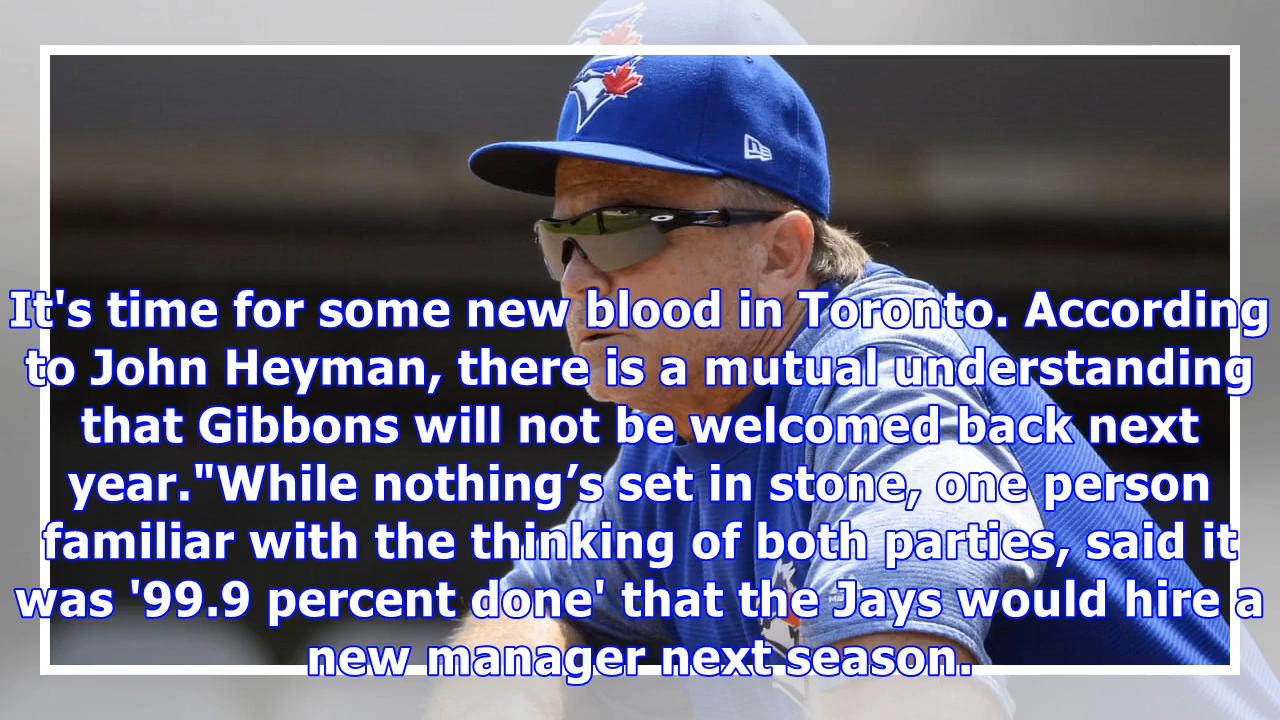 It's time for some new blood in Toronto. According
to John Heyman, there is a mutual understanding
that Gibbons will not be welcomed back next
year."While nothing’s set in stone, one person
familiar with the thinking of both parties, said it
was '99.9 percent done' that the Jays would hire a
new manager next season.